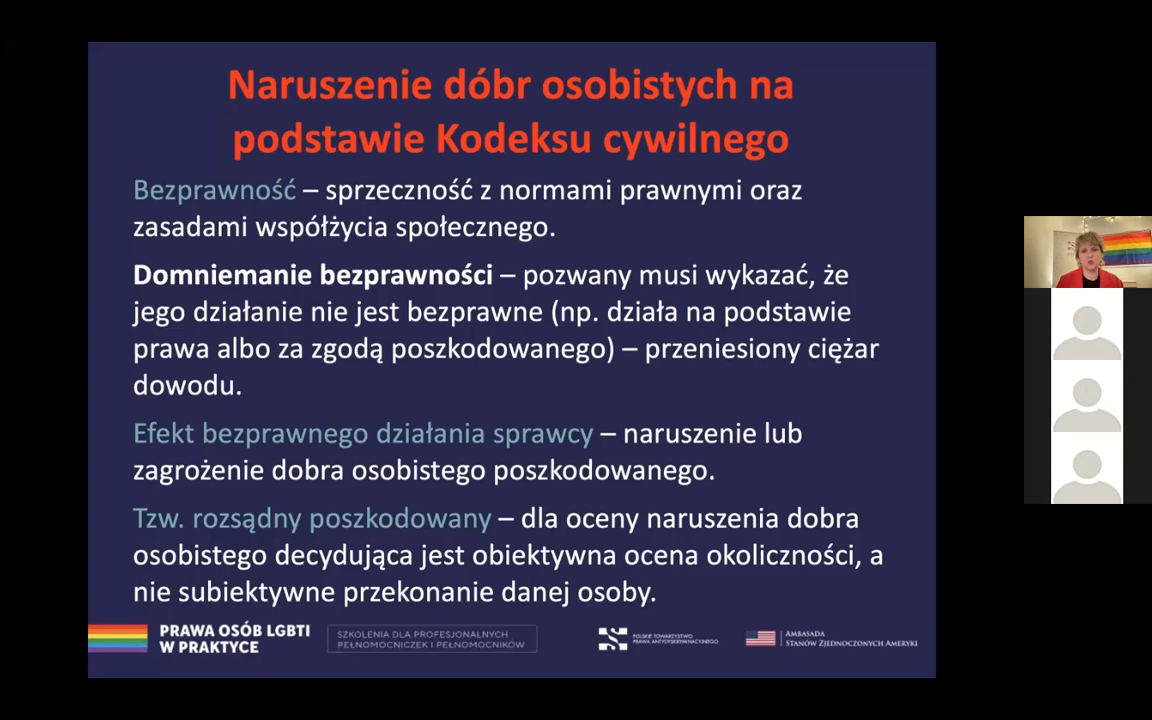 Naruszenie dóbr osobistych na
podstawie Kodeksu cywilnego
Bezprawność – sprzeczność z normami prawnymi oraz
zasadami współżycia społecznego.
Domniemanie bezprawności – pozwany musi wykazać, że
jego działanie nie jest bezprawne (np. działa na podstawie
prawa albo za zgodą poszkodowanego) – przeniesiony ciężar
dowodu.
Efekt bezprawnego działania sprawcy – naruszenie lub
zagrożenie dobra osobistego poszkodowanego.
Tzw. rozsądny poszkodowany – dla oceny naruszenia dobra
osobistego decydująca jest obiektywna ocena okoliczności, a
nie subiektywne przekonanie danej osoby.
PRAWA OSÓB LGBTI
W PRAKTYCE
SZKOLENIA DLA PROFESJONALNYCH
PEŁNOMOCNICZEK I PEŁNOMOCNIKÓW
POLSKIE TOWARZYSTWO
PRAWA ANTYDYSKRYMINACYJNEGO
AMBASADA
STANÓW ZJEDNOCZONYCH AMERYKI